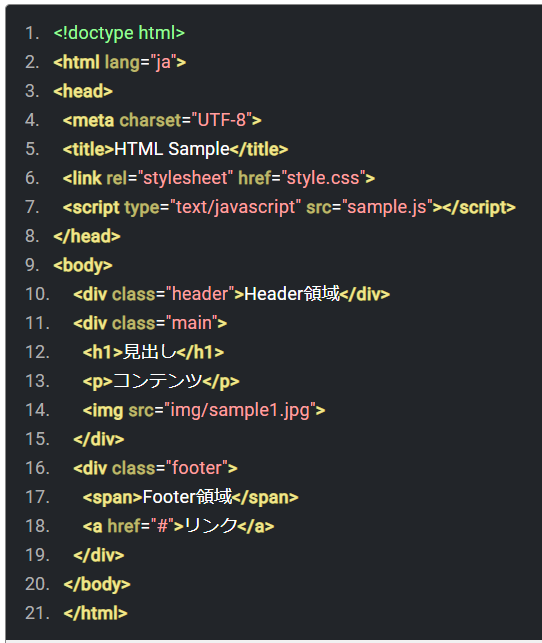 1. <!doctype html>
2. <html lang="ja">
3. <head>
4. <meta charset="UTF-8">
5. <title>HTML Sample</title>
6. <link rel="stylesheet" href="style.css">
7. <script type="text/javascript" src="sample.js"></script>
8. </head>
9. <body>
10. <div class="header">Header領域</div>
11. <div class="main">
12. <h1>見出し</h1>
13. <p>コンテンツ</p>
14. <img src="img/sample1.jpg">
15. </div>
16. <div class="footer">
17. <span>Footer領域</span>
18. <a href="#">リンク</a>
19. </div>
20. </body>
21. </html>